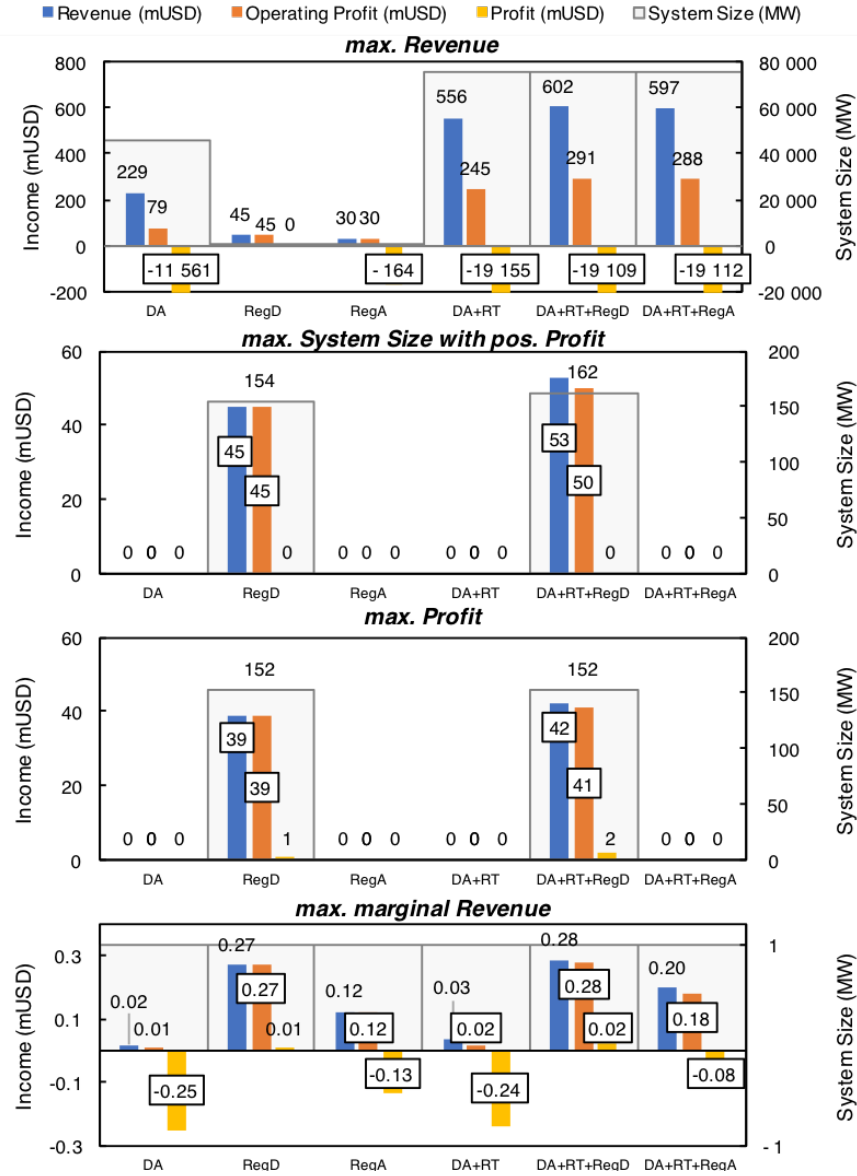 Revenue (mUSD) Operating Profit (mUSD) Profit (mUSD) System Size (MW)
max. Revenue
Income (mUSD)
800
600
400
200
0
-200
229 79 -11 561
45 45 0
30 30 - 164
556 245 -19 155
602 291 -19 109
597 288 -19 112
80 000
60 000
40 000
20 000
0
-20 000
System Size (MW)
DA RegD RegA DA+RT DA+RT+RegD DA+RT+RegA
max. System Size with pos. Profit
Income (mUSD)
60
40
20
0
0 0 0
154
45 45 0
0 0 0
0 0 0
162
53 50 0
0 0 0
200
150
100
50
0
System Size (MW)
DA RegD RegA DA+RT DA+RT+RegD DA+RT+RegA
max. Profit
Income (mUSD)
60
40
20
0
0 0 0
152
39 39 1
0 0 0
0 0 0
152
42 41 2
0 0 0
200
150
100
50
0
System Size (MW)
DA RegD RegA DA+RT DA+RT+RegD DA+RT+RegA
max. marginal Revenue
Income (mUSD)
0.3
0.1
-0.1
-0.3
0.02 0.01 -0.25
0.27 0.27 0.01
0.12 0.12 -0.13
0.03 0.02 -0.24
0.28 0.28 0.02
0.20 0.18 -0.08
1
0
- 1
System Size (MW)
DA RegD RegA DA+RT DA+RT+RegD DA+RT+RegA